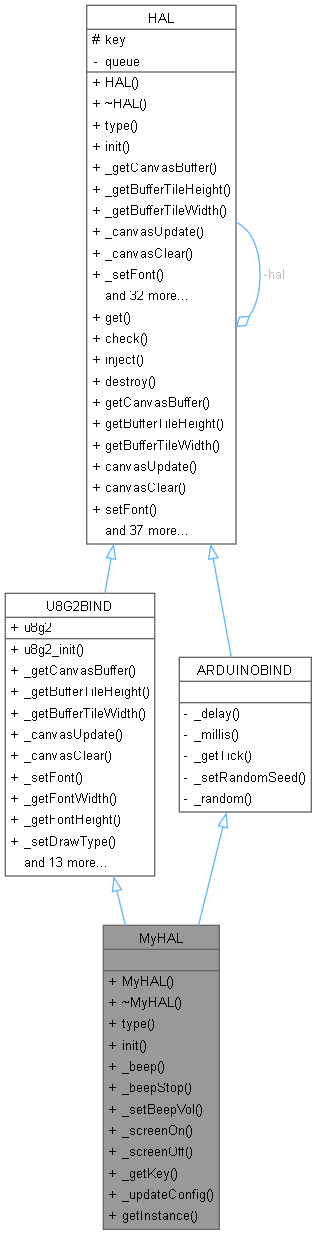 HAL
# key
- queue
+ HAL()
+ ~HAL()
+ type()
+ init()
+ _getCanvasBuffer()
+ _getBufferTileHeight()
+ _getBufferTileWidth()
+ _canvasUpdate()
+ _canvasClear()
+ _setFont()
and 32 more...
+ get()
+ check()
+ inject()
+ destroy()
+ getCanvasBuffer()
+ getBufferTileHeight()
+ getBufferTileWidth()
+ canvasUpdate()
+ canvasClear()
+ setFont()
and 37 more...
-hal
U8G2BIND
+ u8g2
+ u8g2_init()
+ _getCanvasBuffer()
+ _getBufferTileHeight()
+ _getBufferTileWidth()
+ _canvasUpdate()
+ _canvasClear()
+ _setFont()
+ _getFontWidth()
+ _getFontHeight()
+ _setDrawType()
and 13 more...
ARDUINOBIND
- _delay()
- _millis()
- _getTick()
- _setRandomSeed()
- _random()
MyHAL
+ MyHAL()
+ ~MyHAL()
+ type()
+ init()
+ _beep()
+ _beepStop()
+ _setBeepVol()
+ _screenOn()
+ _screenOff()
+ _getKey()
+ _updateConfig()
+ getInstance()